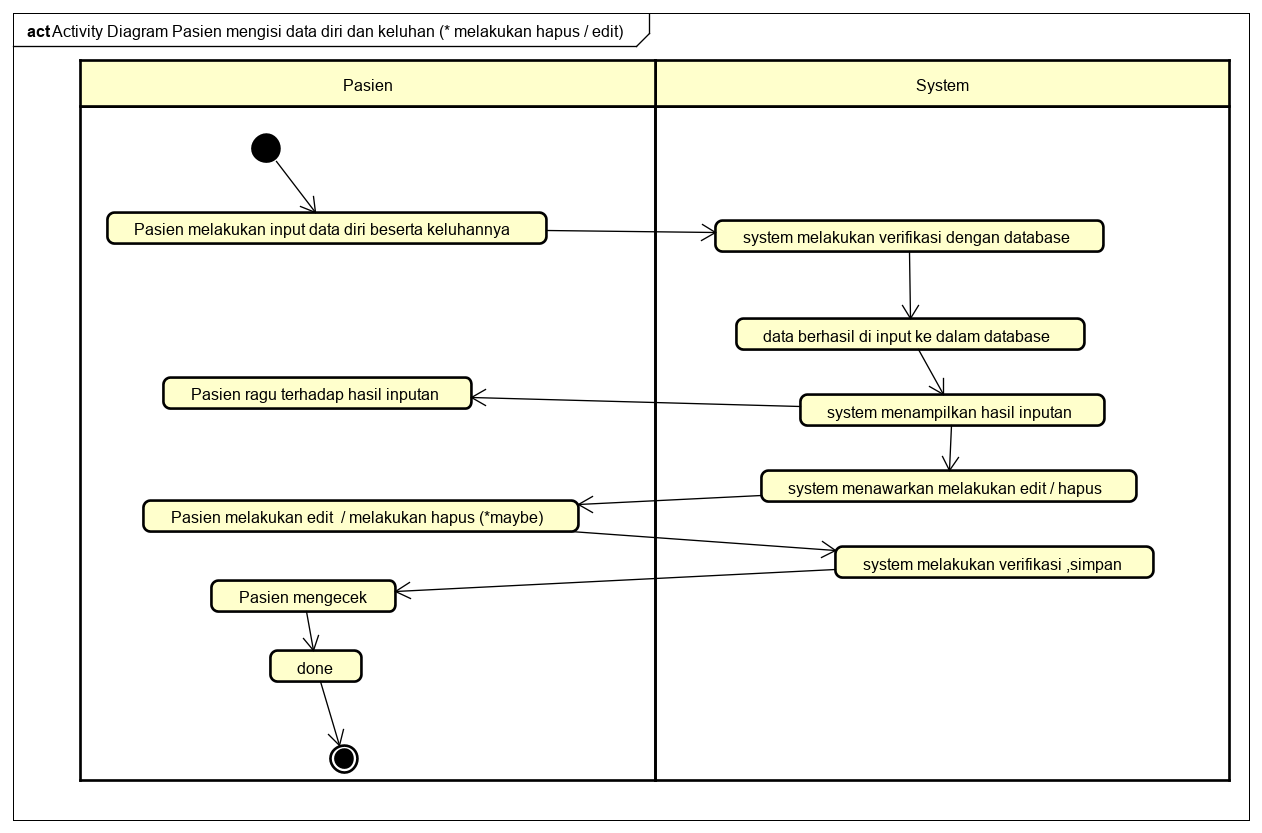 act Activity Diagram Pasien mengisi data diri dan keluhan (* melakukan hapus / edit)
Pasien
System
Pasien melakukan input data diri beserta keluhannya
system melakukan verifikasi dengan database
data berhasil di input ke dalam database
Pasien ragu terhadap hasil inputan
system menampilkan hasil inputan
system menawarkan melakukan edit / hapus
Pasien melakukan edit / melakukan hapus (*maybe)
system melakukan verifikasi ,simpan
Pasien mengecek
done